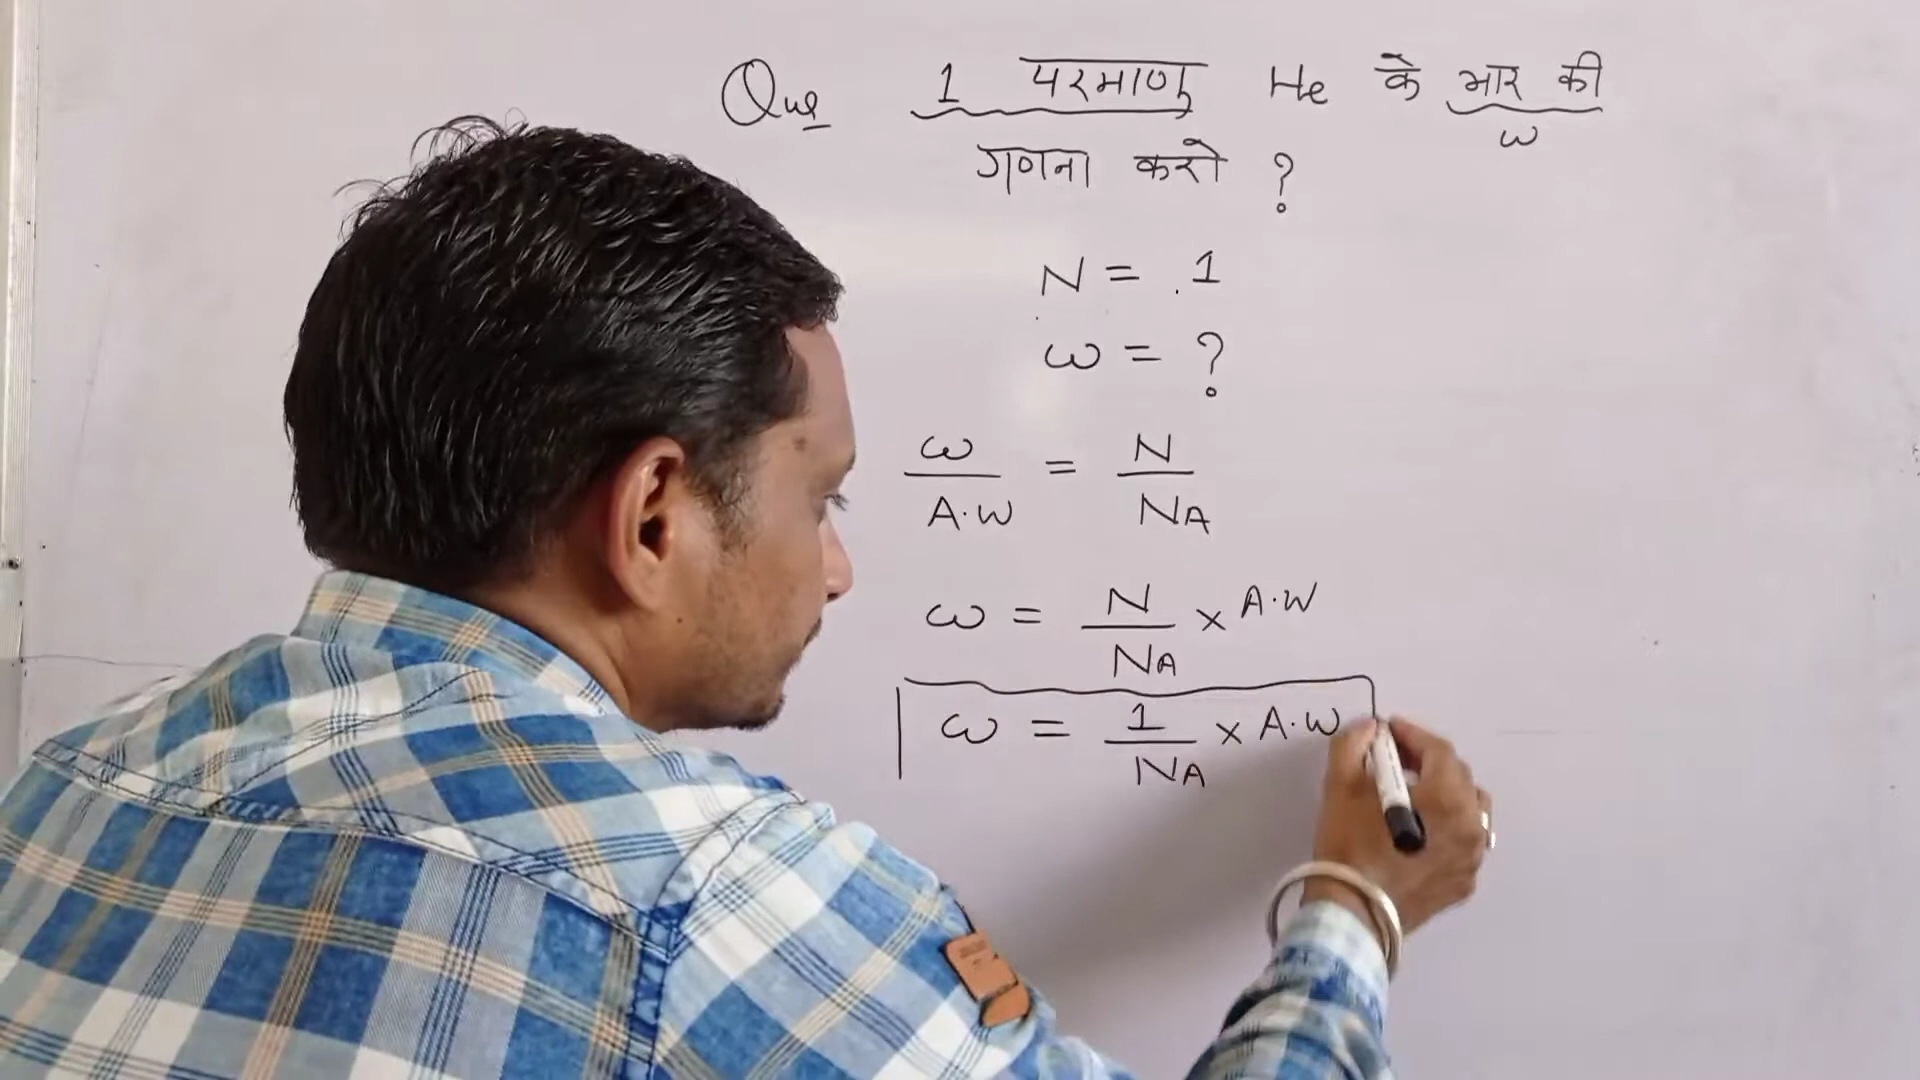 Que 1 परमाणु He के भार की
w
गणना करो ?
N = 1
w = ?
w/A.W = N/NA
w = N/NA × A.W
w = 1/NA × A.W